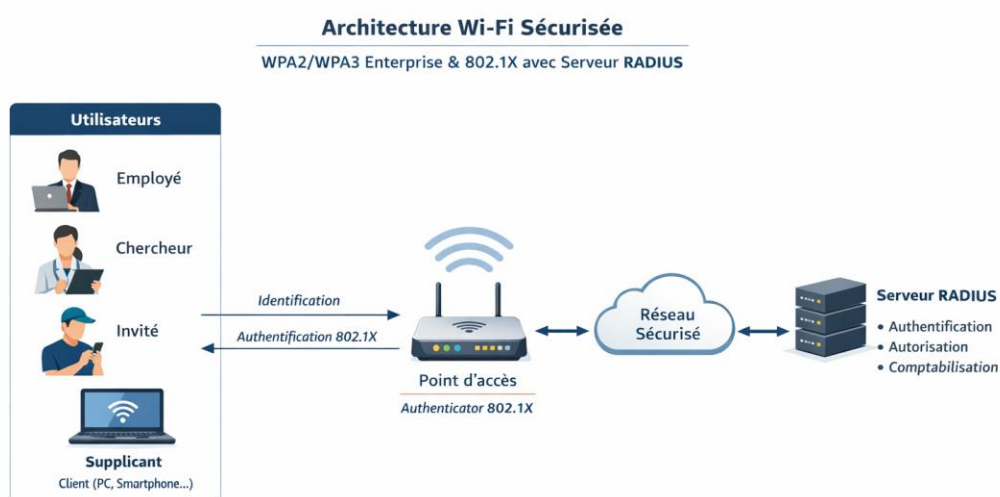 Architecture Wi-Fi Sécurisée
WPA2/WPA3 Enterprise & 802.1X avec Serveur RADIUS
Utilisateurs
Employé
Chercheur
Invité
Supplicant
Client (PC, Smartphone...)
Identification
Authentification 802.1X
Point d'accès
Authenticator 802.1X
Réseau
Sécurisé
Serveur RADIUS
• Authentification
• Autorisation
• Comptabilisation